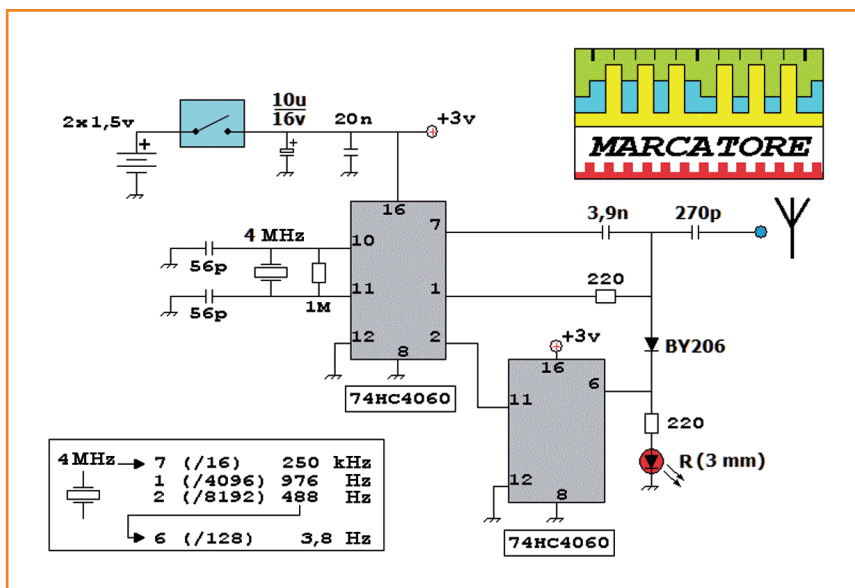 MARCATORE
2x1,5v
+
10u
16v
+
20n
+3v
16
10
4 MHz
56p
11
56p
1M
12
8
7
1
2
74HC4060
3,9n
270p
220
BY206
+3v
16
11
6
12
8
74HC4060
220
R (3 mm)
4MHz
7 (/16) 250 kHz
1 (/4096) 976 Hz
2 (/8192) 488 Hz
6 (/128) 3,8 Hz